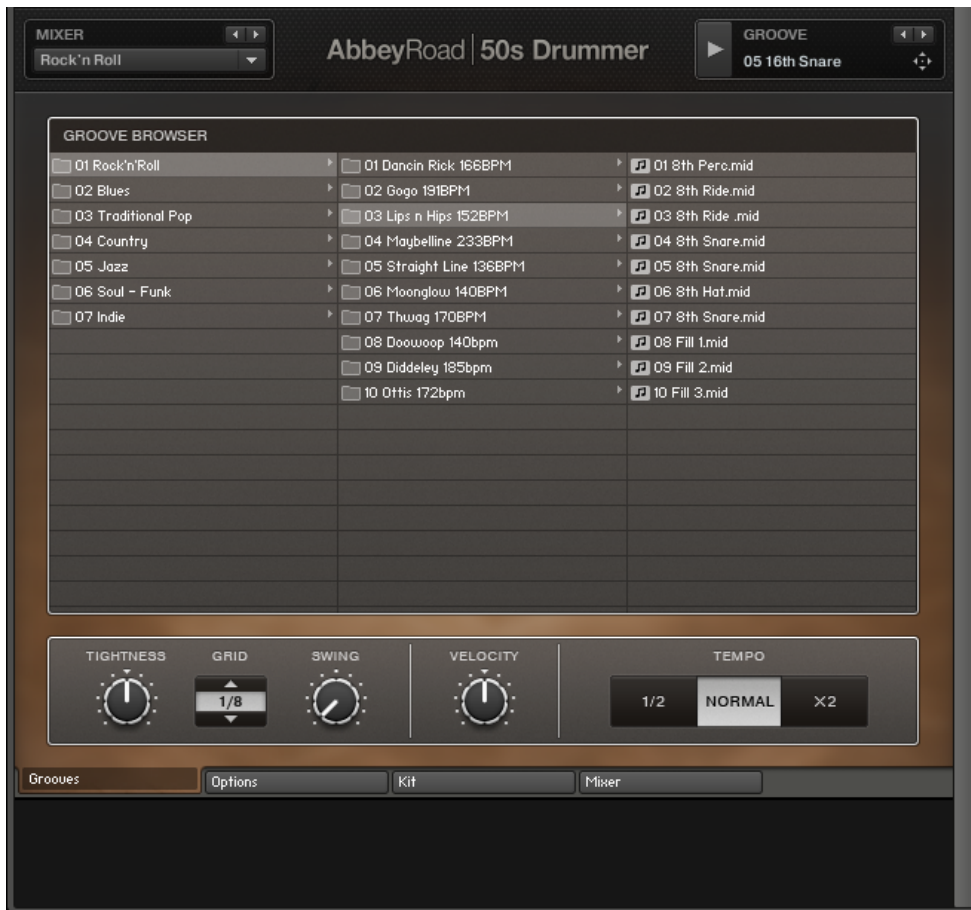 MIXER
Rock'n Roll
AbbeyRoad | 50s Drummer
GROOVE
05 16th Snare
GROOVE BROWSER
01 Rock'n'Roll
02 Blues
03 Traditional Pop
04 Country
05 Jazz
06 Soul - Funk
07 Indie
01 Dancin Rick 166BPM
02 Gogo 191BPM
03 Lips n Hips 152BPM
04 Maybelline 233BPM
05 Straight Line 136BPM
06 Moonglow 140BPM
07 Thwag 170BPM
08 Doowoop 140bpm
09 Diddeley 185bpm
10 Ottis 172bpm
01 8th Perc.mid
02 8th Ride.mid
03 8th Ride .mid
04 8th Snare.mid
05 8th Snare.mid
06 8th Hat.mid
07 8th Snare.mid
08 Fill 1.mid
09 Fill 2.mid
10 Fill 3.mid
TIGHTNESS
GRID
1/8
SWING
VELOCITY
TEMPO
1/2 NORMAL X2
Grooves Options Kit Mixer